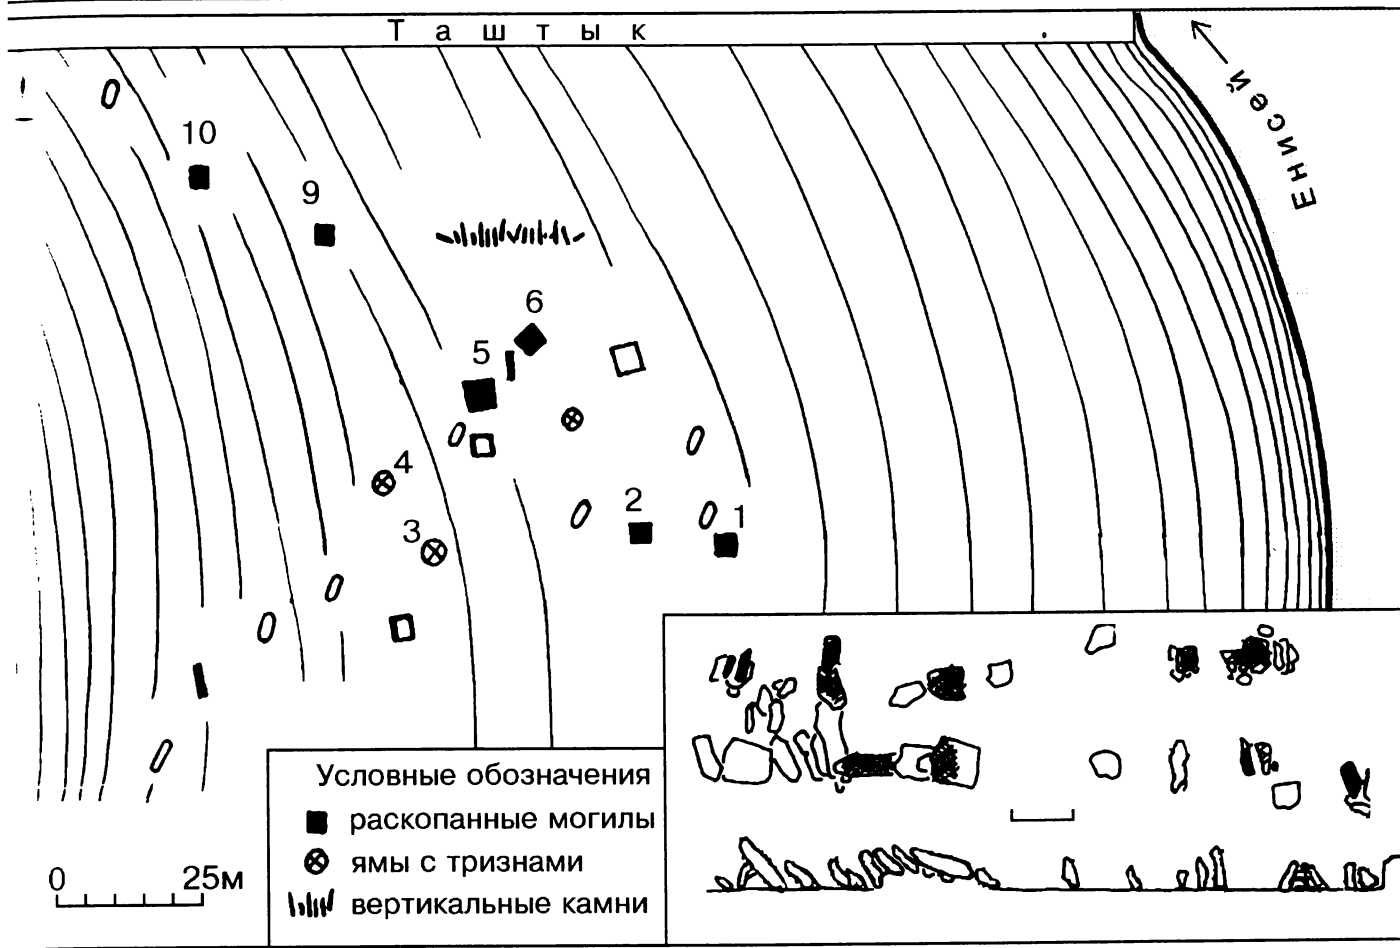 Таштык
Енисей
10
9
6
5
4
3
2
1
Условные обозначения
раскопанные могилы
ямы с тризнами
вертикальные камни
0 25м